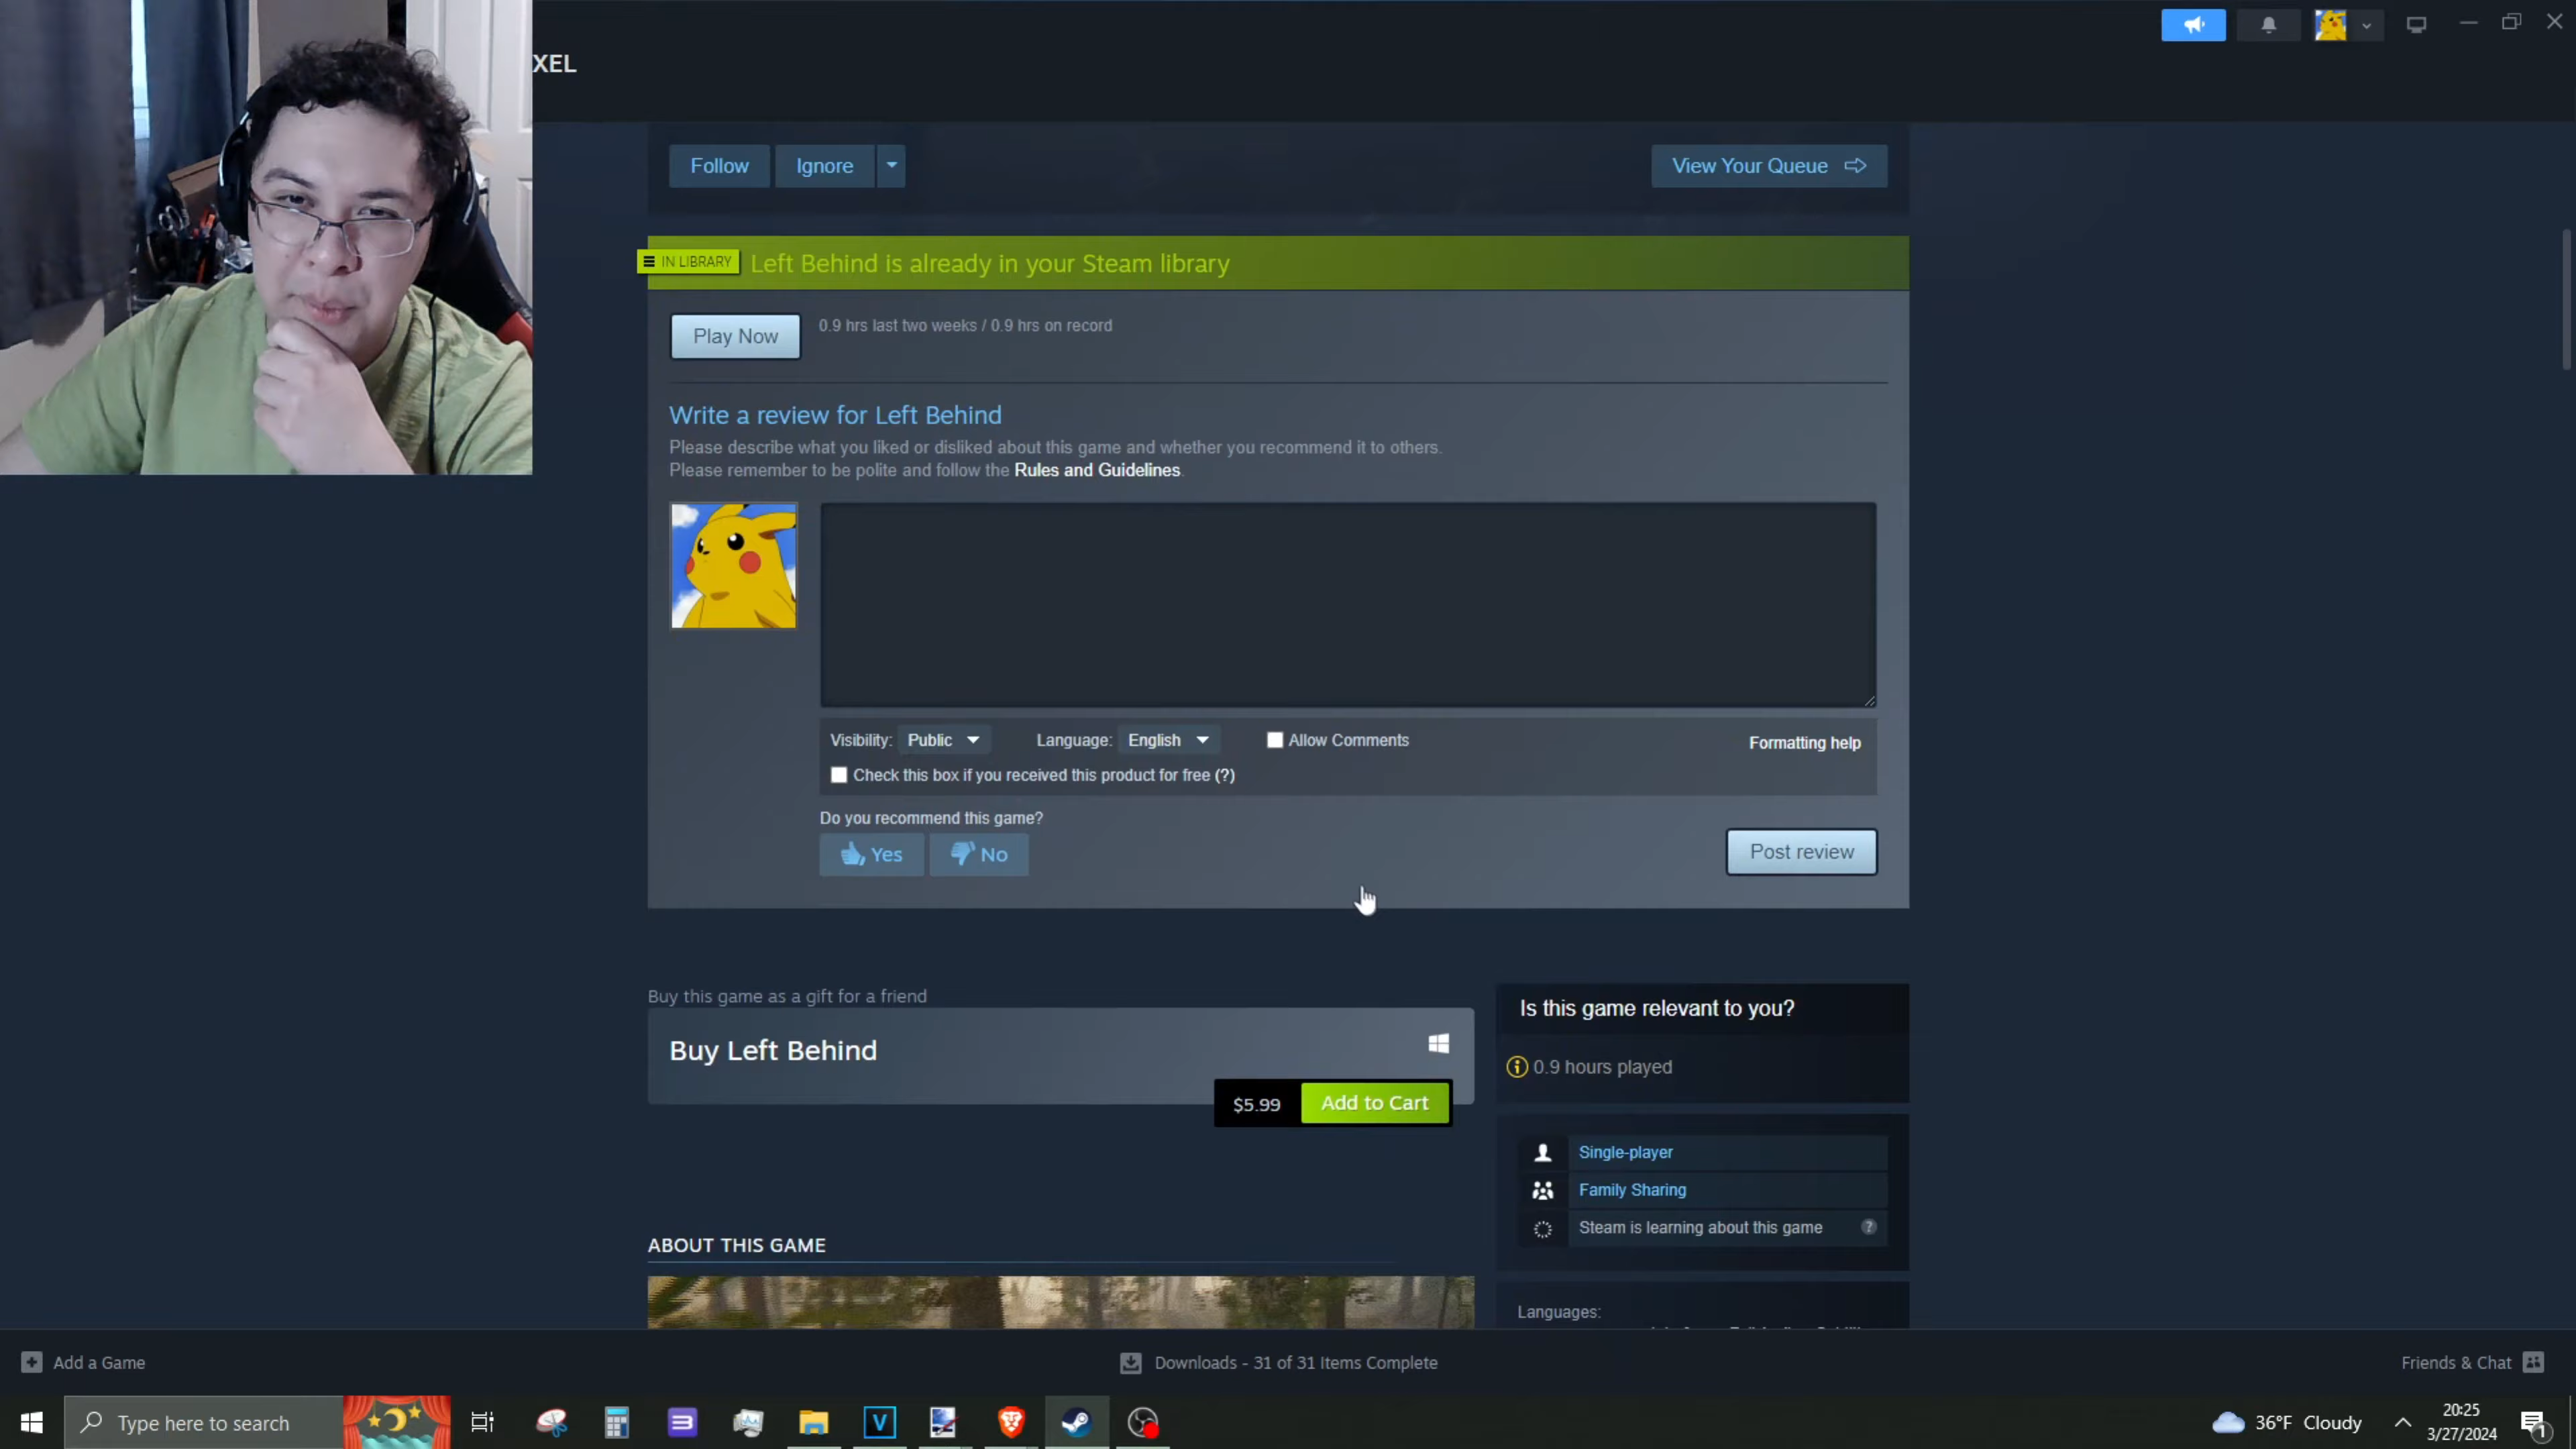 XEL
Follow
Ignore
View Your Queue
IN LIBRARY
Left Behind is already in your Steam library
Play Now
0.9 hrs last two weeks / 0.9 hrs on record
Write a review for Left Behind
Please describe what you liked or disliked about this game and whether you recommend it to others.
Please remember to be polite and follow the Rules and Guidelines.
Visibility: Public
Language: English
Allow Comments
Formatting help
Check this box if you received this product for free (?)
Do you recommend this game?
Yes
No
Post review
Buy this game as a gift for a friend
Buy Left Behind
$5.99
Add to Cart
Is this game relevant to you?
0.9 hours played
Single-player
Family Sharing
Steam is learning about this game ?
Languages:
ABOUT THIS GAME
Add a Game
Downloads - 31 of 31 Items Complete
Friends & Chat
Type here to search
V
36°F Cloudy
20:25
3/27/2024
1